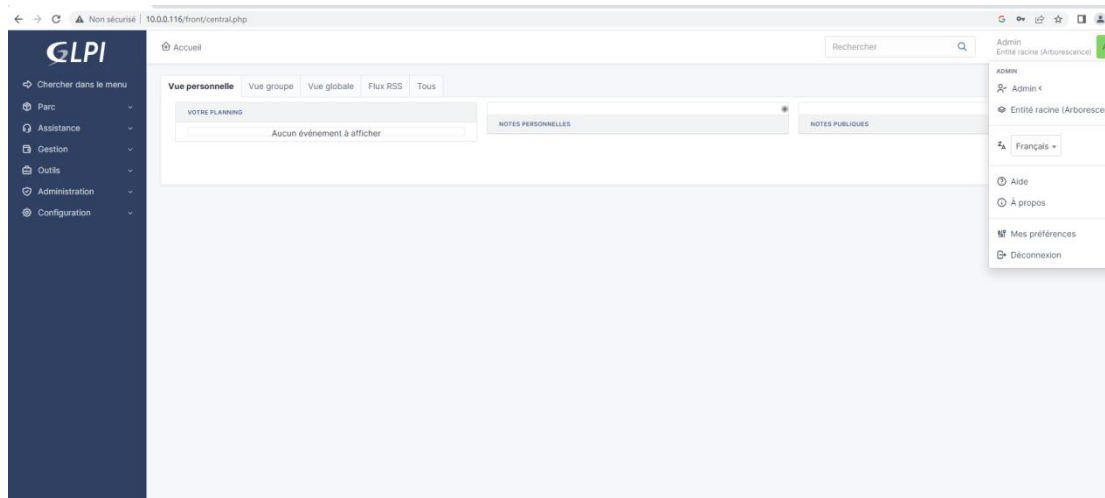 Non sécurisé | 10.0.0.116/front/central.php
GLPI
Chercher dans le menu
Parc
Assistance
Gestion
Outils
Administration
Configuration
Accueil
Rechercher
Admin
Entité racine (Arborescence)
Vue personnelle Vue groupe Vue globale Flux RSS Tous
VOTRE PLANNING
Aucun événement à afficher
NOTES PERSONNELLES
NOTES PUBLIQUES
ADMIN
Admin
Entité racine (Arboresce
Français
Aide
À propos
Mes préférences
Déconnexion